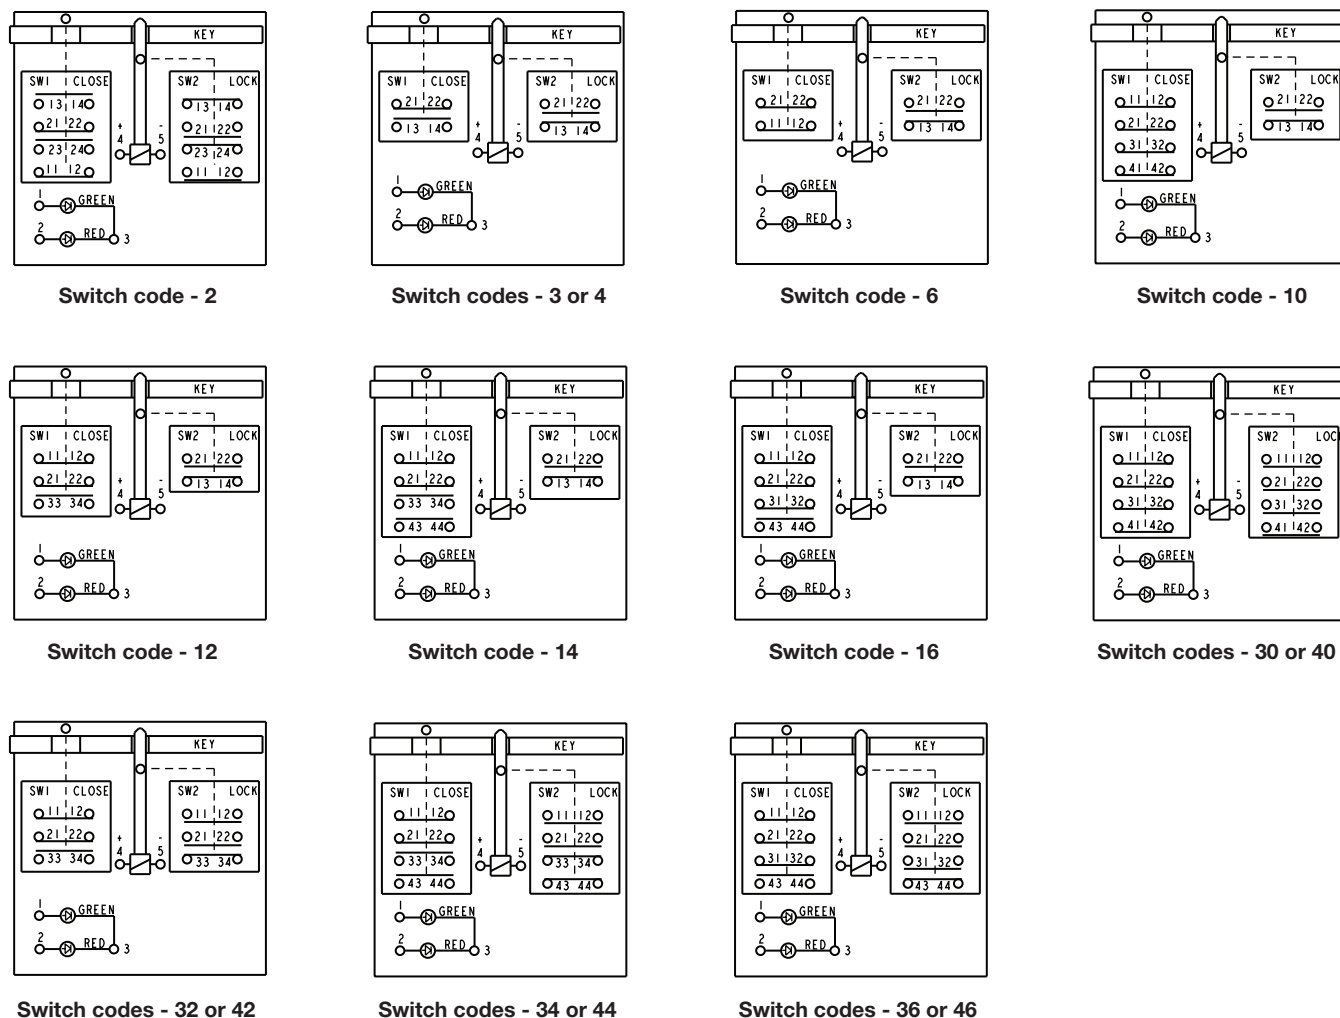 KEY
SW1 CLOSE
13 14
21 22
23 24
11 12
+
4
-
5
SW2 LOCK
13 14
21 22
23 24
11 12
1 GREEN
2 RED 3
Switch code - 2
KEY
SW1 CLOSE
21 22
13 14
+
4
-
5
SW2 LOCK
21 22
13 14
1 GREEN
2 RED 3
Switch codes - 3 or 4
KEY
SW1 CLOSE
21 22
11 12
+
4
-
5
SW2 LOCK
21 22
13 14
1 GREEN
2 RED 3
Switch code - 6
KEY
SW1 CLOSE
11 12
21 22
31 32
41 42
+
4
-
5
SW2 LOCK
21 22
13 14
1 GREEN
2 RED 3
Switch code - 10
KEY
SW1 CLOSE
11 12
21 22
33 34
+
4
-
5
SW2 LOCK
21 22
13 14
1 GREEN
2 RED 3
Switch code - 12
KEY
SW1 CLOSE
11 12
21 22
33 34
43 44
+
4
-
5
SW2 LOCK
21 22
13 14
1 GREEN
2 RED 3
Switch code - 14
KEY
SW1 CLOSE
11 12
21 22
31 32
43 44
+
4
-
5
SW2 LOCK
21 22
13 14
1 GREEN
2 RED 3
Switch code - 16
KEY
SW1 CLOSE
11 12
21 22
31 32
41 42
+
4
-
5
SW2 LOCK
11 12
21 22
31 32
41 42
1 GREEN
2 RED 3
Switch codes - 30 or 40
KEY
SW1 CLOSE
11 12
21 22
33 34
+
4
-
5
SW2 LOCK
11 12
21 22
33 34
1 GREEN
2 RED 3
Switch codes - 32 or 42
KEY
SW1 CLOSE
11 12
21 22
33 34
43 44
+
4
-
5
SW2 LOCK
11 12
21 22
33 34
43 44
1 GREEN
2 RED 3
Switch codes - 34 or 44
KEY
SW1 CLOSE
11 12
21 22
31 32
43 44
+
4
-
5
SW2 LOCK
11 12
21 22
31 32
43 44
1 GREEN
2 RED 3
Switch codes - 36 or 46